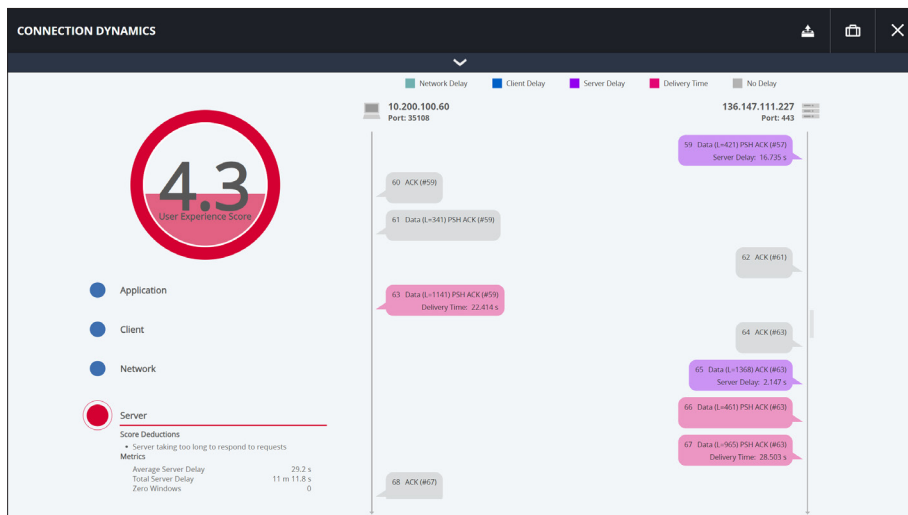 CONNECTION DYNAMICS
Network Delay
Client Delay
Server Delay
Delivery Time
No Delay
10.200.100.60
Port: 35108
136.147.111.227
Port: 443
4.3
User Experience Score
Application
Client
Network
Server
Score Deductions
• Server taking too long to respond to requests
Metrics
Average Server Delay 29.2 s
Total Server Delay 11 m 11.8 s
Zero Windows 0
59 Data (L=421) PSH ACK (#57)
Server Delay: 16.735 s
60 ACK (#59)
61 Data (L=341) PSH ACK (#59)
62 ACK (#61)
63 Data (L=1141) PSH ACK (#59)
Delivery Time: 22.414 s
64 ACK (#63)
65 Data (L=1368) ACK (#63)
Server Delay: 2.147 s
66 Data (L=461) PSH ACK (#63)
67 Data (L=965) PSH ACK (#63)
Delivery Time: 28.503 s
68 ACK (#67)